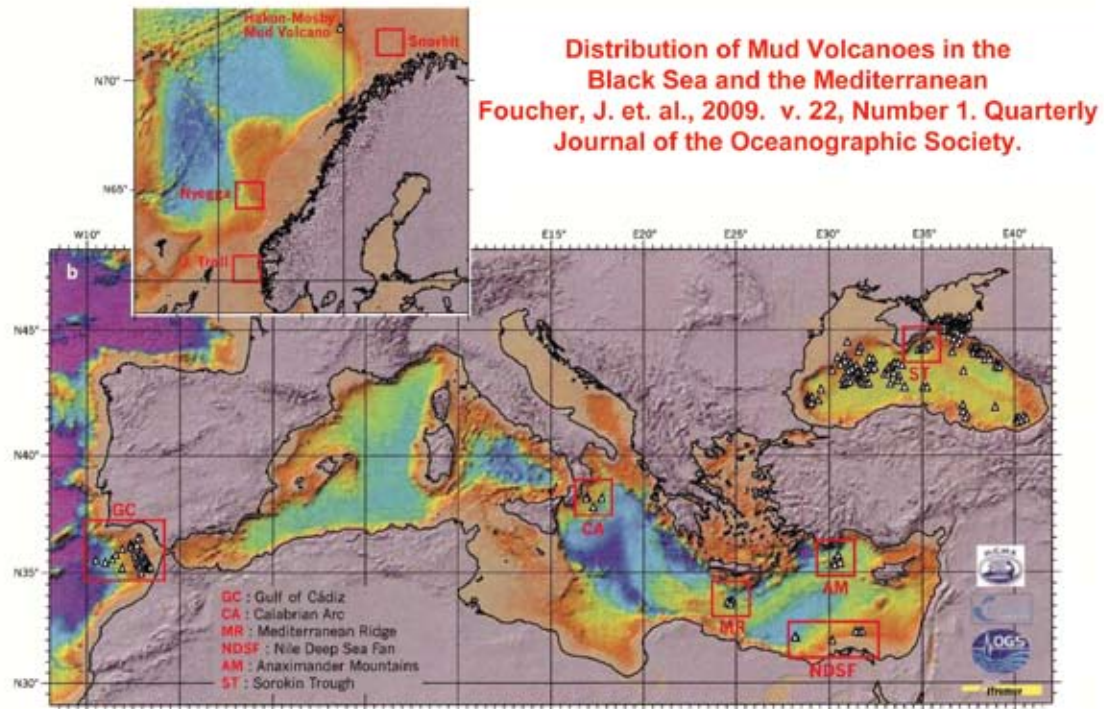 Hakon-Mosby
Mud Volcano
Snorhit
Distribution of Mud Volcanoes in the
Black Sea and the Mediterranean
Foucher, J. et. al., 2009. v. 22, Number 1. Quarterly
Journal of the Oceanographic Society.
N70°
N65°
Nyegga
Troll
W10°
E15°
E20°
E25°
E30°
E35°
E40°
b
N45°
N40°
N35°
N30°
ST
GC
CA
AM
MR
NDSF
GC : Gulf of Cádiz
CA : Calabrian Arc
MR : Mediterranean Ridge
NDSF : Nile Deep Sea Fan
AM : Anaximander Mountains
ST : Sorokin Trough
H.C.M.R.
OGS
Ifremer